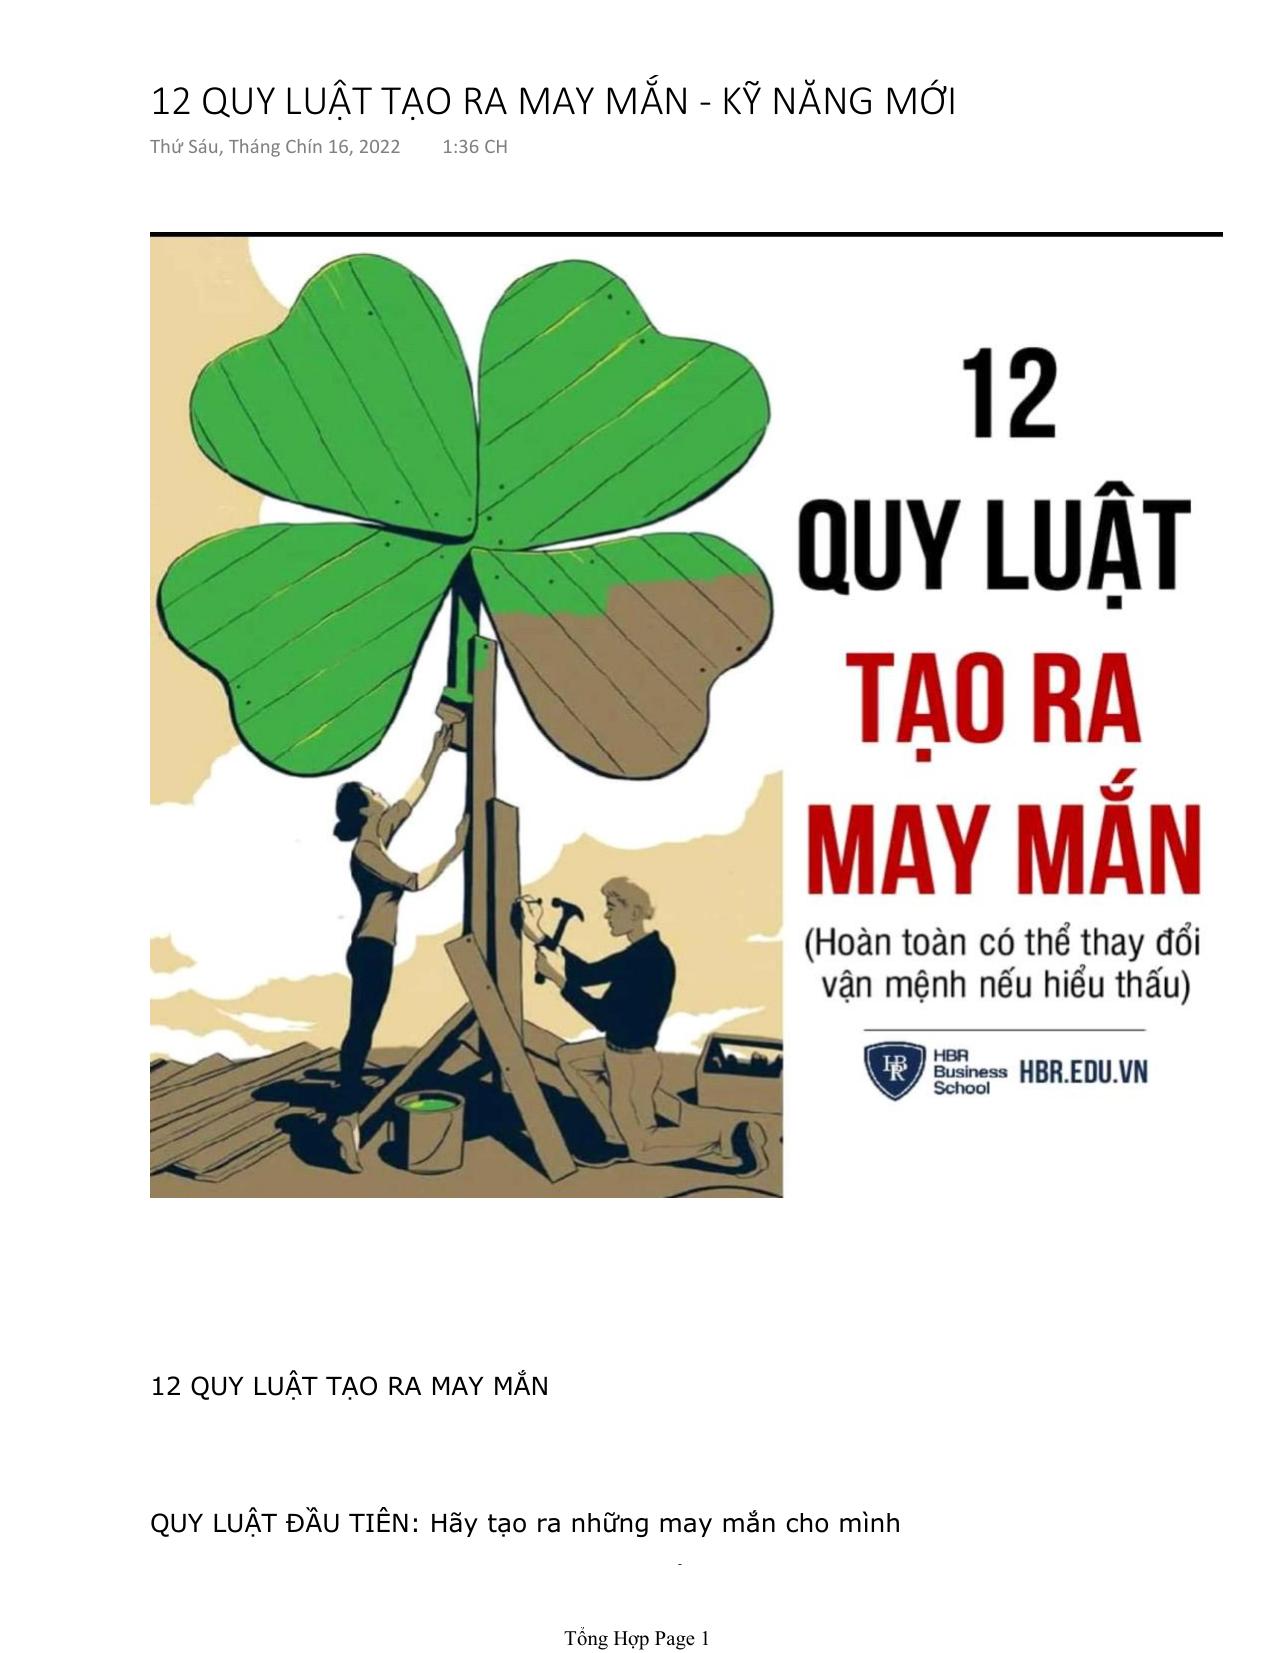 12 QUY LUẬT TẠO RA MAY MẮN - KỸ NĂNG MỚI
Thứ Sáu, Tháng Chín 16, 2022 1:36 CH
12
QUY LUẬT
TẠO RA
MAY MẮN
(Hoàn toàn có thể thay đổi
vận mệnh nếu hiểu thấu)
HBR
HBR
Business
School
HBR.EDU.VN
12 QUY LUẬT TẠO RA MAY MẮN
QUY LUẬT ĐẦU TIÊN: Hãy tạo ra những may mắn cho mình
Tổng Hợp Page 1